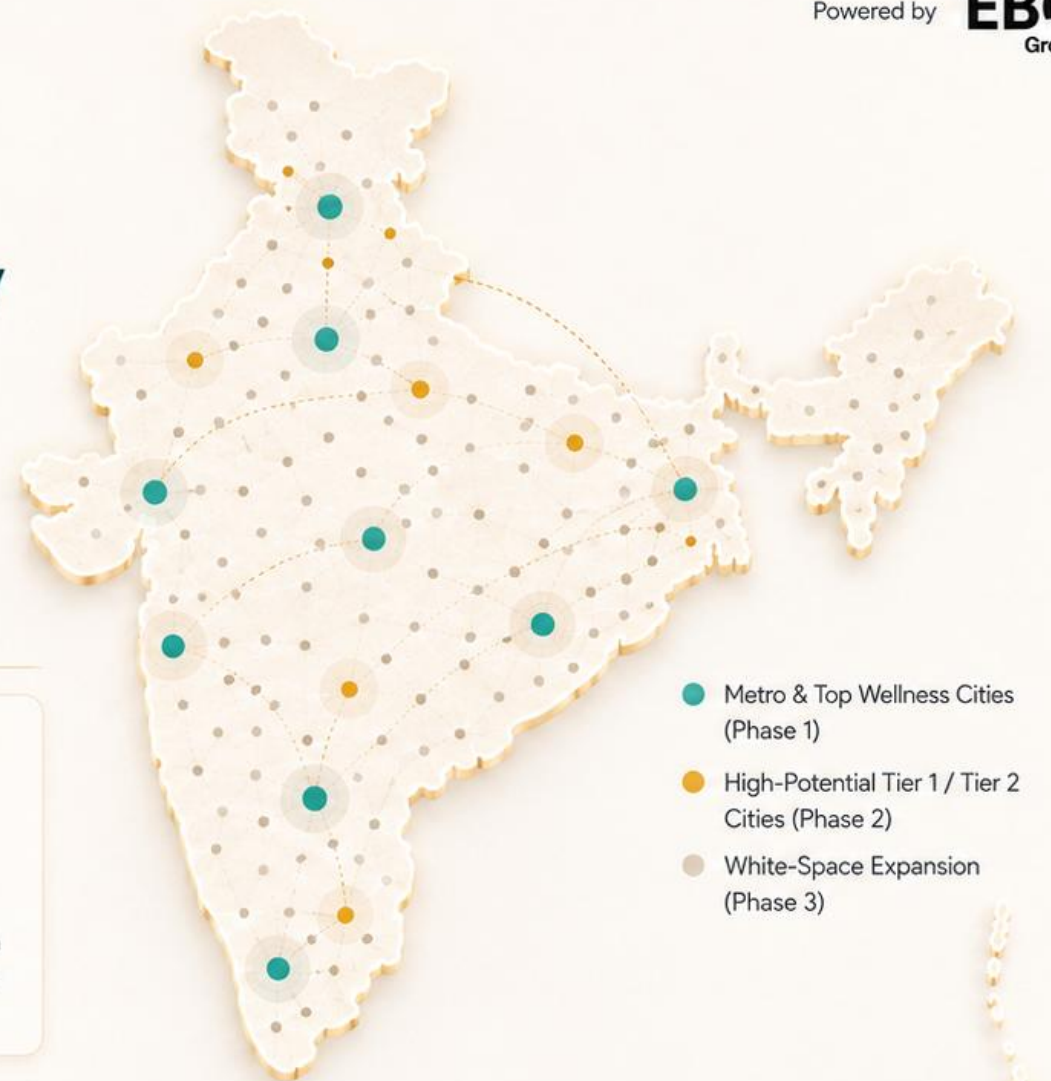 Powered by
Metro & Top Wellness Cities
(Phase 1)
High-Potential Tier 1 / Tier 2
Cities (Phase 2)
White-Space Expansion
(Phase 3)